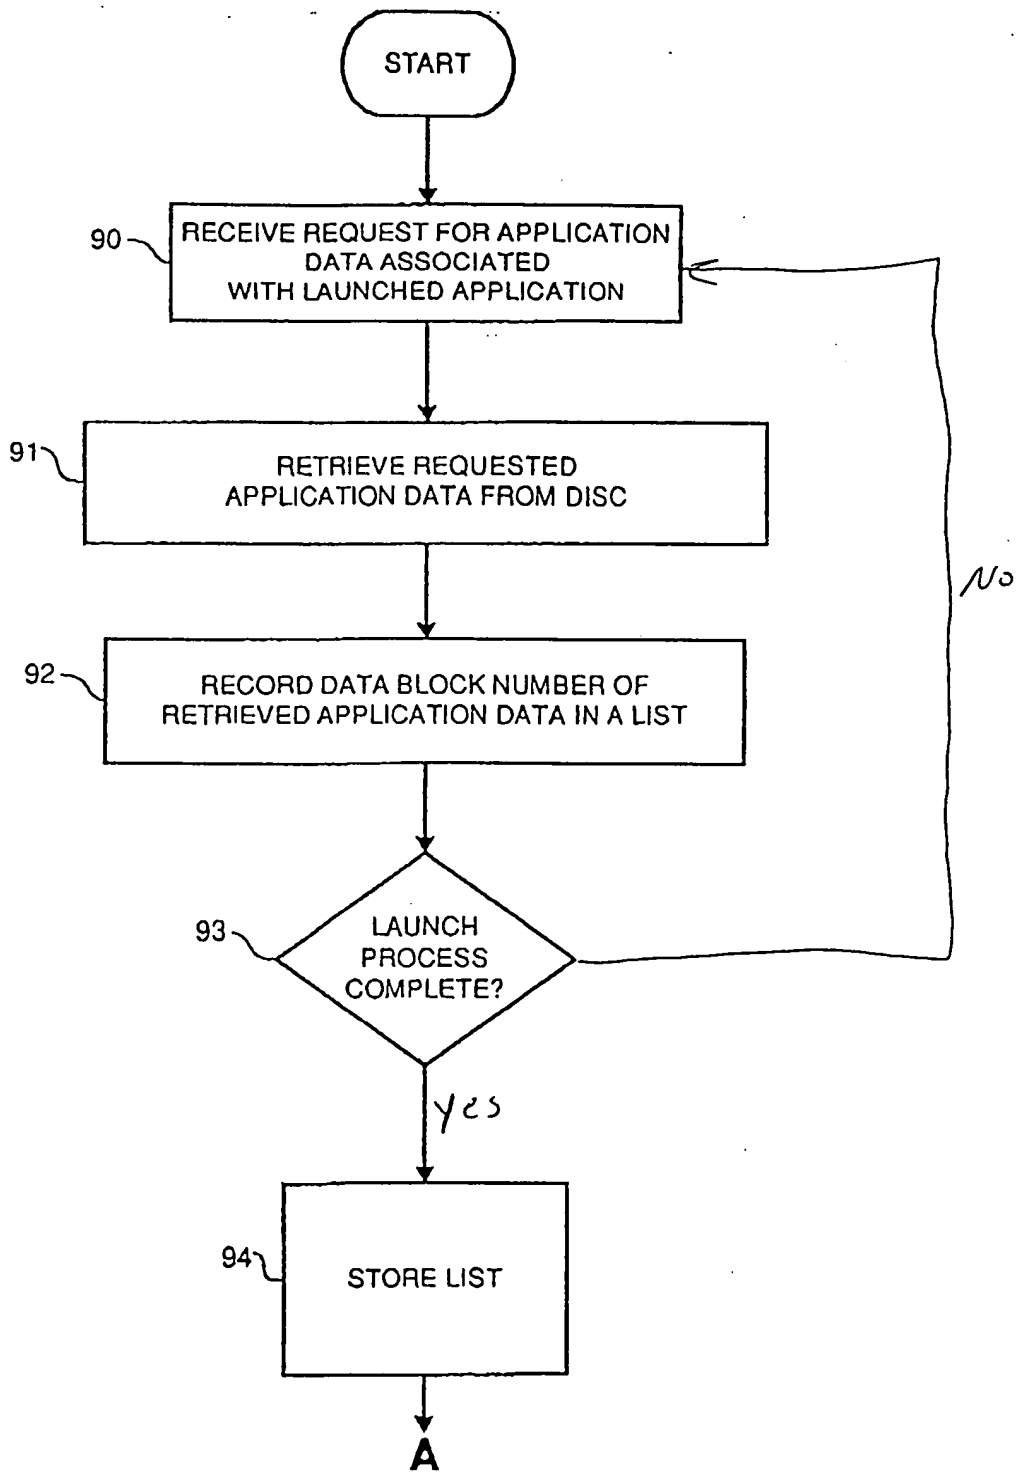 START
90
RECEIVE REQUEST FOR APPLICATION
DATA ASSOCIATED
WITH LAUNCHED APPLICATION
91
RETRIEVE REQUESTED
APPLICATION DATA FROM DISC
No
92
RECORD DATA BLOCK NUMBER OF
RETRIEVED APPLICATION DATA IN A LIST
93
LAUNCH
PROCESS
COMPLETE?
yes
94
STORE LIST
A